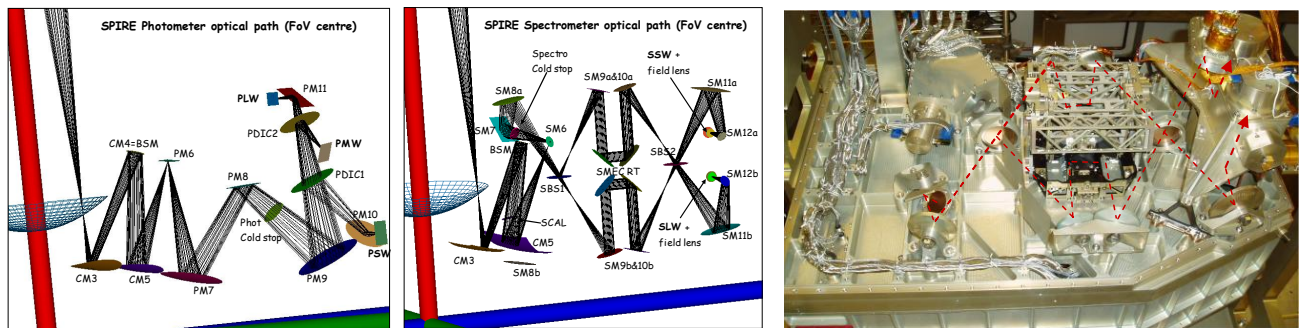 SPIRE Photometer optical path (FoV centre)
PLW
PM11
PDIC2
PMW
CM4=BSM
PM6
PM8
PDIC1
Phot
Cold stop
PM10
PSW
CM3
CM5
PM7
PM9
SPIRE Spectrometer optical path (FoV centre)
Spectro
Cold stop
SM9a&10a
SSW +
field lens
SM11a
SM8a
SM7
SM6
BSM
SM12a
SBS2
SBS1
SMEC RT
SM12b
SCAL
SLW +
field lens
SM11b
CM3
CM5
SM8b
SM9b&10b